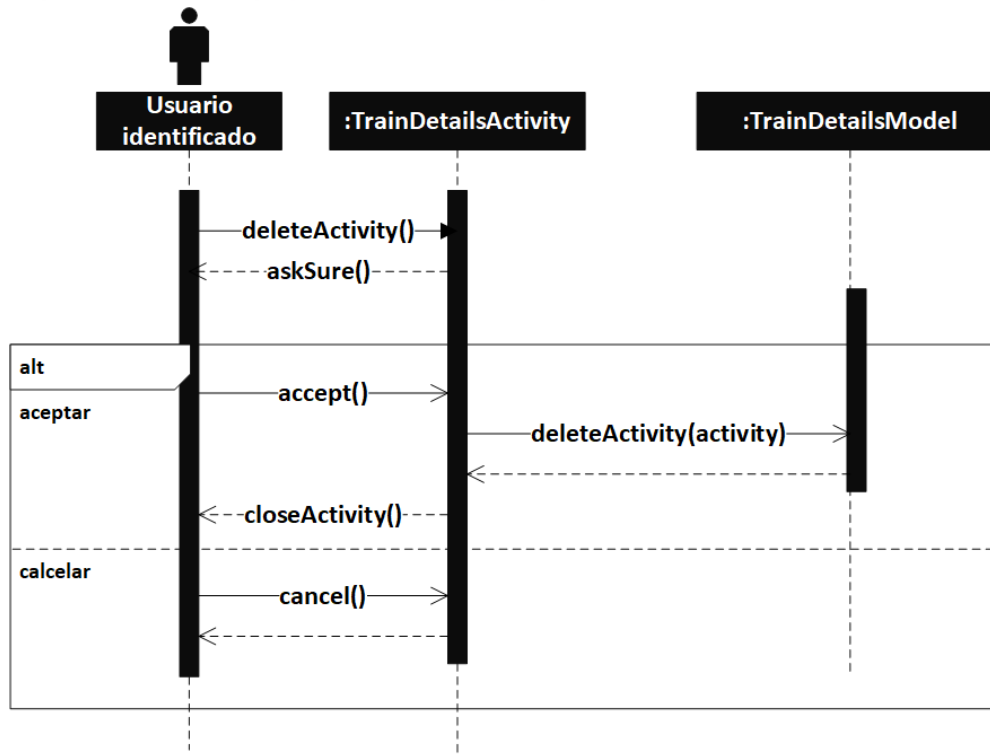 Usuario
identificado
:TrainDetailsActivity
:TrainDetailsModel
deleteActivity()
askSure()
alt
accept()
aceptar
deleteActivity(activity)
closeActivity()
calcelar
cancel()